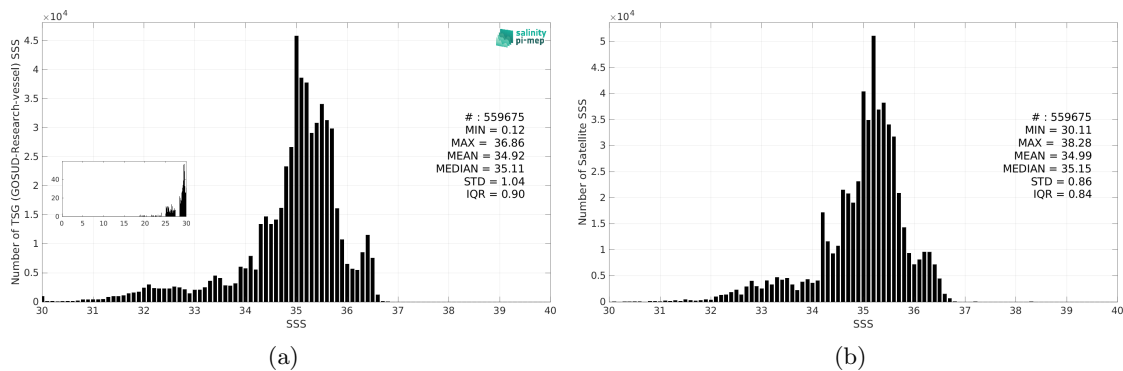 ×10⁴
4.5
4
3.5
3
2.5
2
1.5
1
0.5
0
Number of TSG (GOSUD-Research-vessel) SSS
salinity
pi-mep
# : 559675
MIN = 0.12
MAX = 36.86
MEAN = 34.92
MEDIAN = 35.11
STD = 1.04
IQR = 0.90
40
20
0
0 5 10 15 20 25 30
30 31 32 33 34 35 36 37 38 39 40
SSS
(a)
×10⁴
5
4.5
4
3.5
3
2.5
2
1.5
1
0.5
0
Number of Satellite SSS
# : 559675
MIN = 30.11
MAX = 38.28
MEAN = 34.99
MEDIAN = 35.15
STD = 0.86
IQR = 0.84
30 31 32 33 34 35 36 37 38 39 40
SSS
(b)